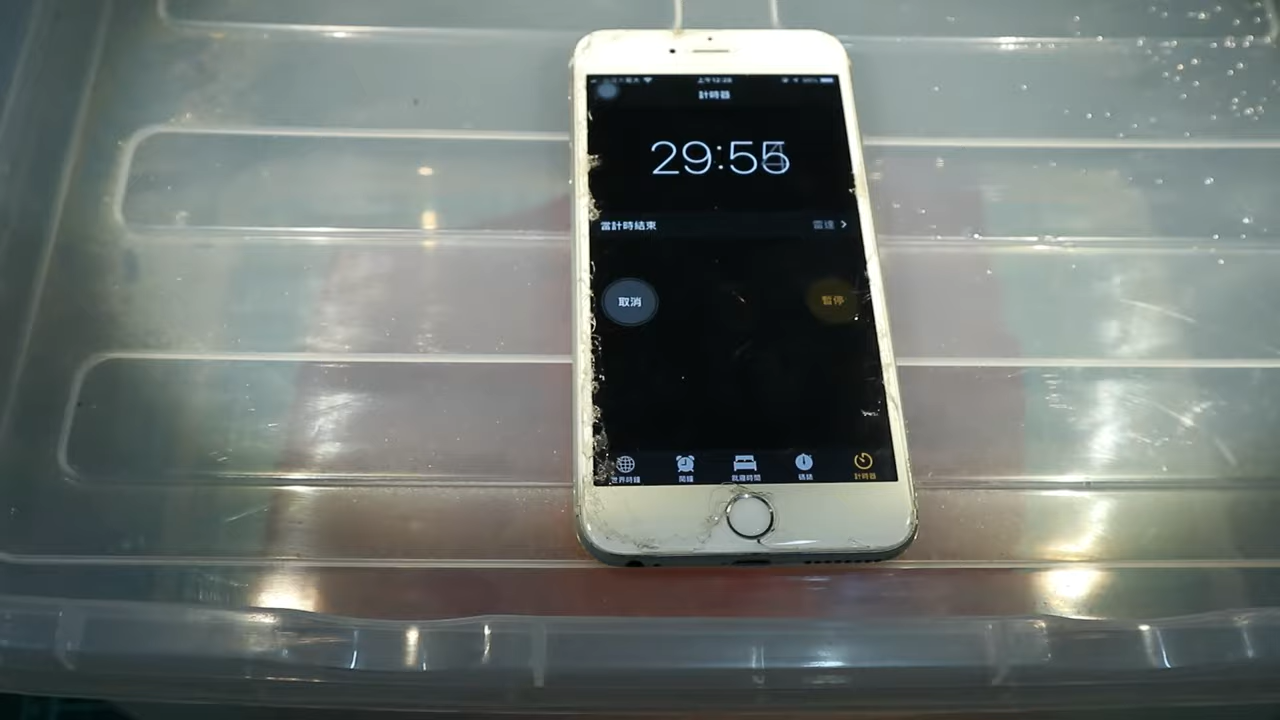 計時器
29:55
當計時結束 雷達 >
取消 暫停
世界時鐘 鬧鐘 就寢時間 碼錶 計時器